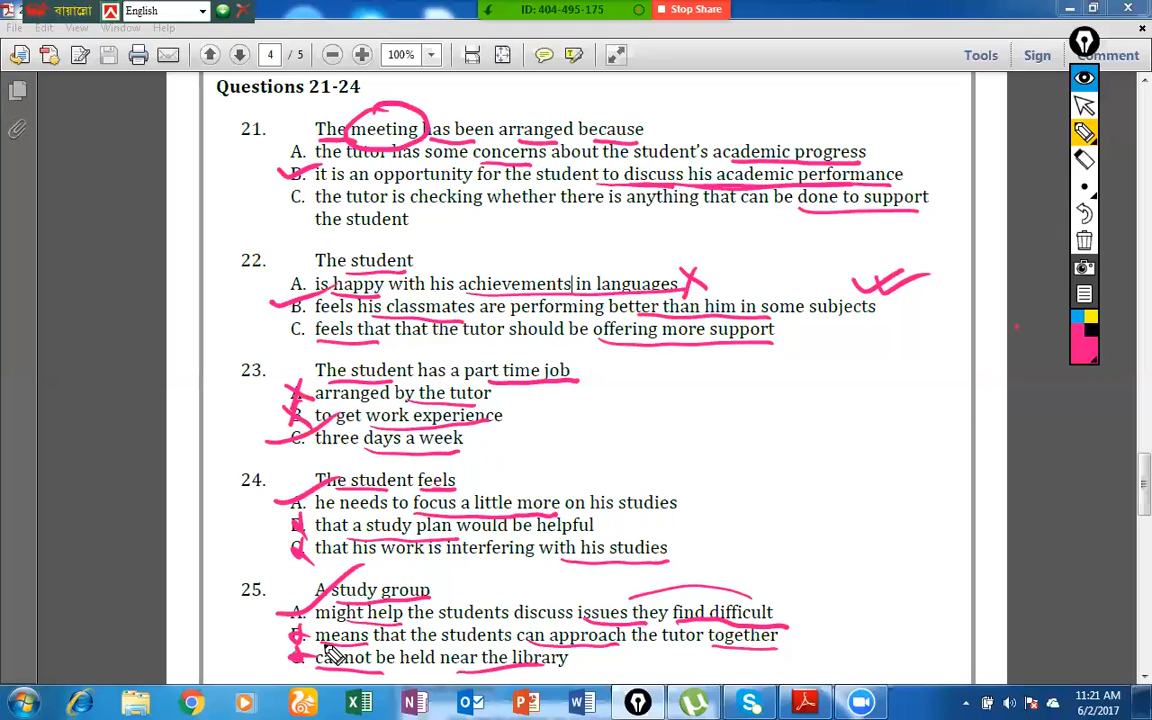 বায়ান্নো English
ID: 404-495-175 Stop Share
File Edit View Window Help
4 / 5 100% Tools Sign Comment
Questions 21-24
21. The meeting has been arranged because
A. the tutor has some concerns about the student's academic progress
B. it is an opportunity for the student to discuss his academic performance
C. the tutor is checking whether there is anything that can be done to support
the student
22. The student
A. is happy with his achievements in languages
B. feels his classmates are performing better than him in some subjects
C. feels that that the tutor should be offering more support
23. The student has a part time job
A. arranged by the tutor
B. to get work experience
C. three days a week
24. The student feels
A. he needs to focus a little more on his studies
B. that a study plan would be helpful
C. that his work is interfering with his studies
25. A study group
A. might help the students discuss issues they find difficult
B. means that the students can approach the tutor together
C. cannot be held near the library
11:21 AM
6/2/2017